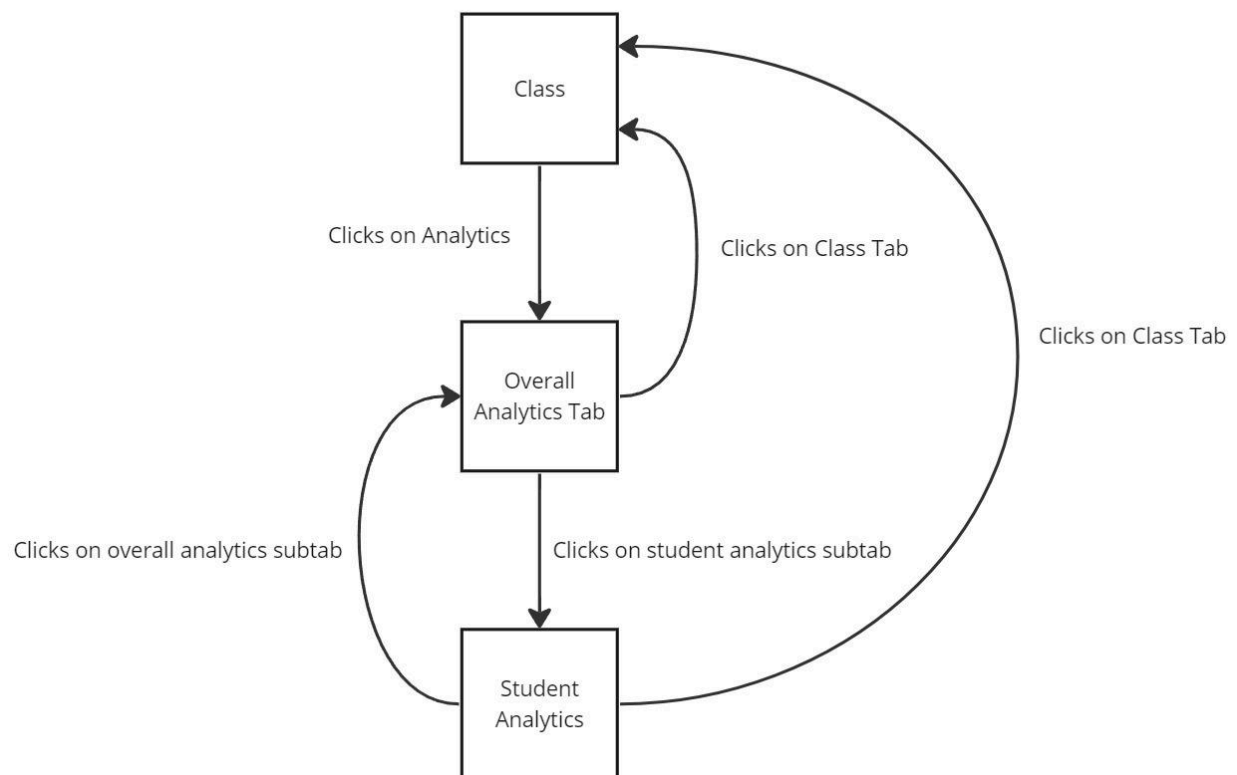 Class
Clicks on Analytics
Clicks on Class Tab
Clicks on Class Tab
Overall
Analytics Tab
Clicks on overall analytics subtab
Clicks on student analytics subtab
Student
Analytics